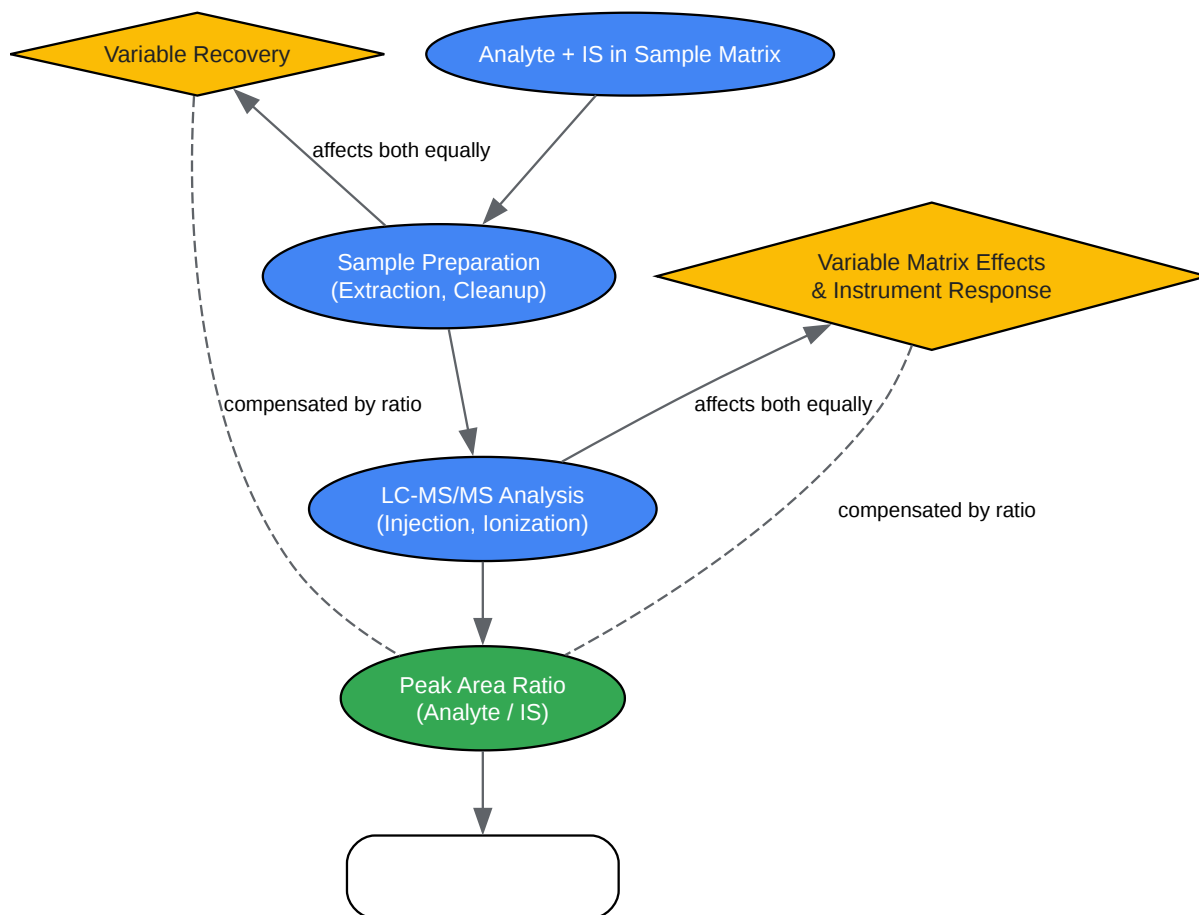 Variable Recovery
Analyte + IS in Sample Matrix
affects both equally
Sample Preparation
(Extraction, Cleanup)
Variable Matrix Effects
& Instrument Response
compensated by ratio
affects both equally
LC-MS/MS Analysis
(Injection, Ionization)
compensated by ratio
Peak Area Ratio
(Analyte / IS)